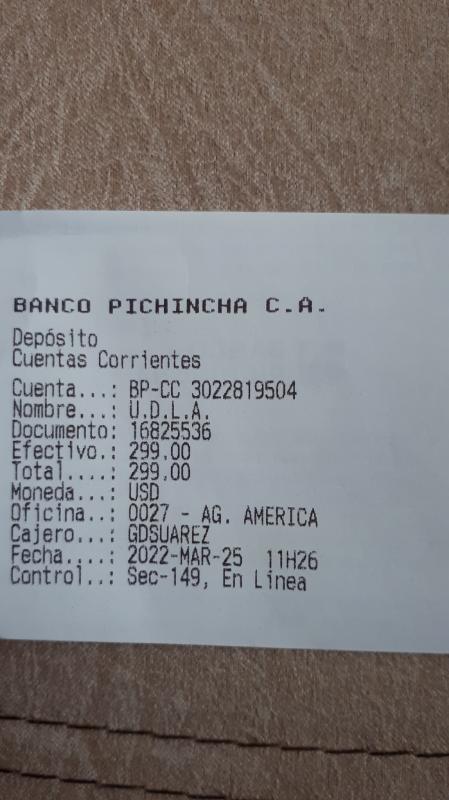 BANCO PICHINCHA C.A.
Depósito
Cuentas Corrientes
Cuenta...: BP-CC 3022819504
Nombre...: U.D.L.A.
Documento: 16825536
Efectivo.: 299.00
Total....: 299.00
Moneda...: USD
Oficina..: 0027 - AG. AMERICA
Cajero...: GDSUAREZ
Fecha....: 2022-MAR-25  11H26
Control..: Sec-149, En Linea